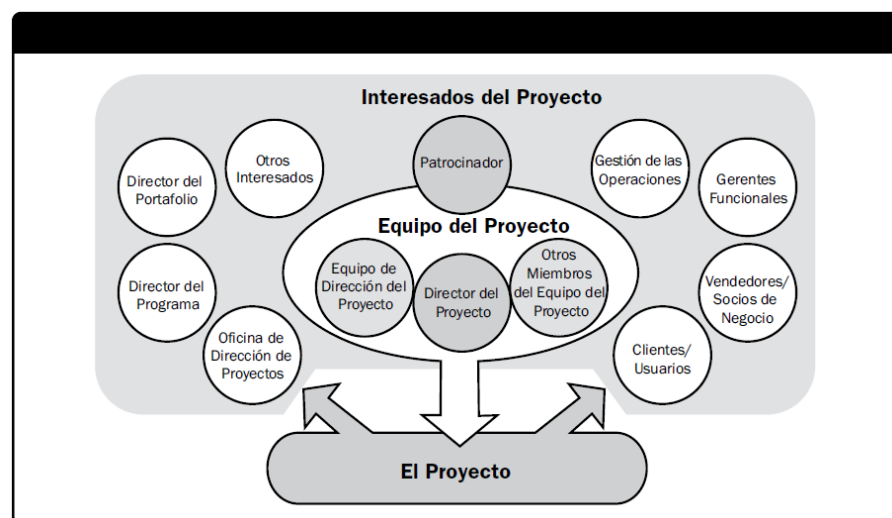 Interesados del Proyecto
Director del
Portafolio
Otros
Interesados
Patrocinador
Gestión de las
Operaciones
Gerentes
Funcionales
Equipo del Proyecto
Director del
Programa
Equipo de
Dirección del
Proyecto
Director del
Proyecto
Otros
Miembros
del Equipo del
Proyecto
Vendedores/
Socios de
Negocio
Oficina de
Dirección de
Proyectos
Clientes/
Usuarios
El Proyecto